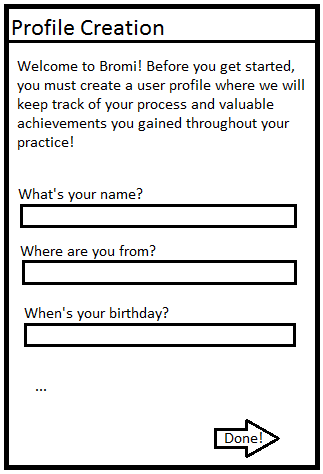 Profile Creation
Welcome to Bromi! Before you get started,
you must create a user profile where we will
keep track of your process and valuable
achievements you gained throughout your
practice!
What's your name?
Where are you from?
When's your birthday?
...
Done!